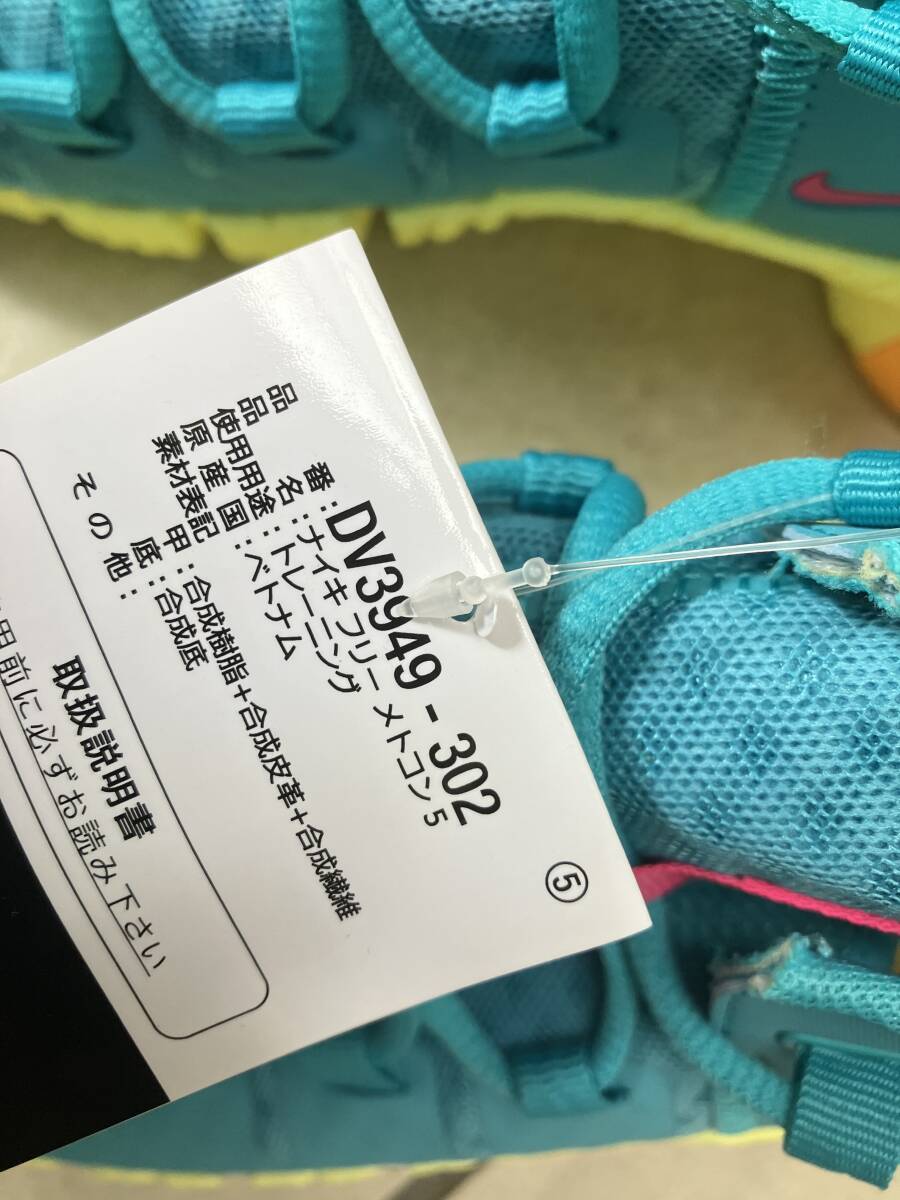 ⑤
品番:DV3949-302
品名:ナイキ フリー メトコン 5
使用用途:トレーニング
原産国:ベトナム
素材表記 甲:合成樹脂+合成皮革+合成繊維
底:合成底
その他:
取扱説明書
用前に必ずお読み下さい